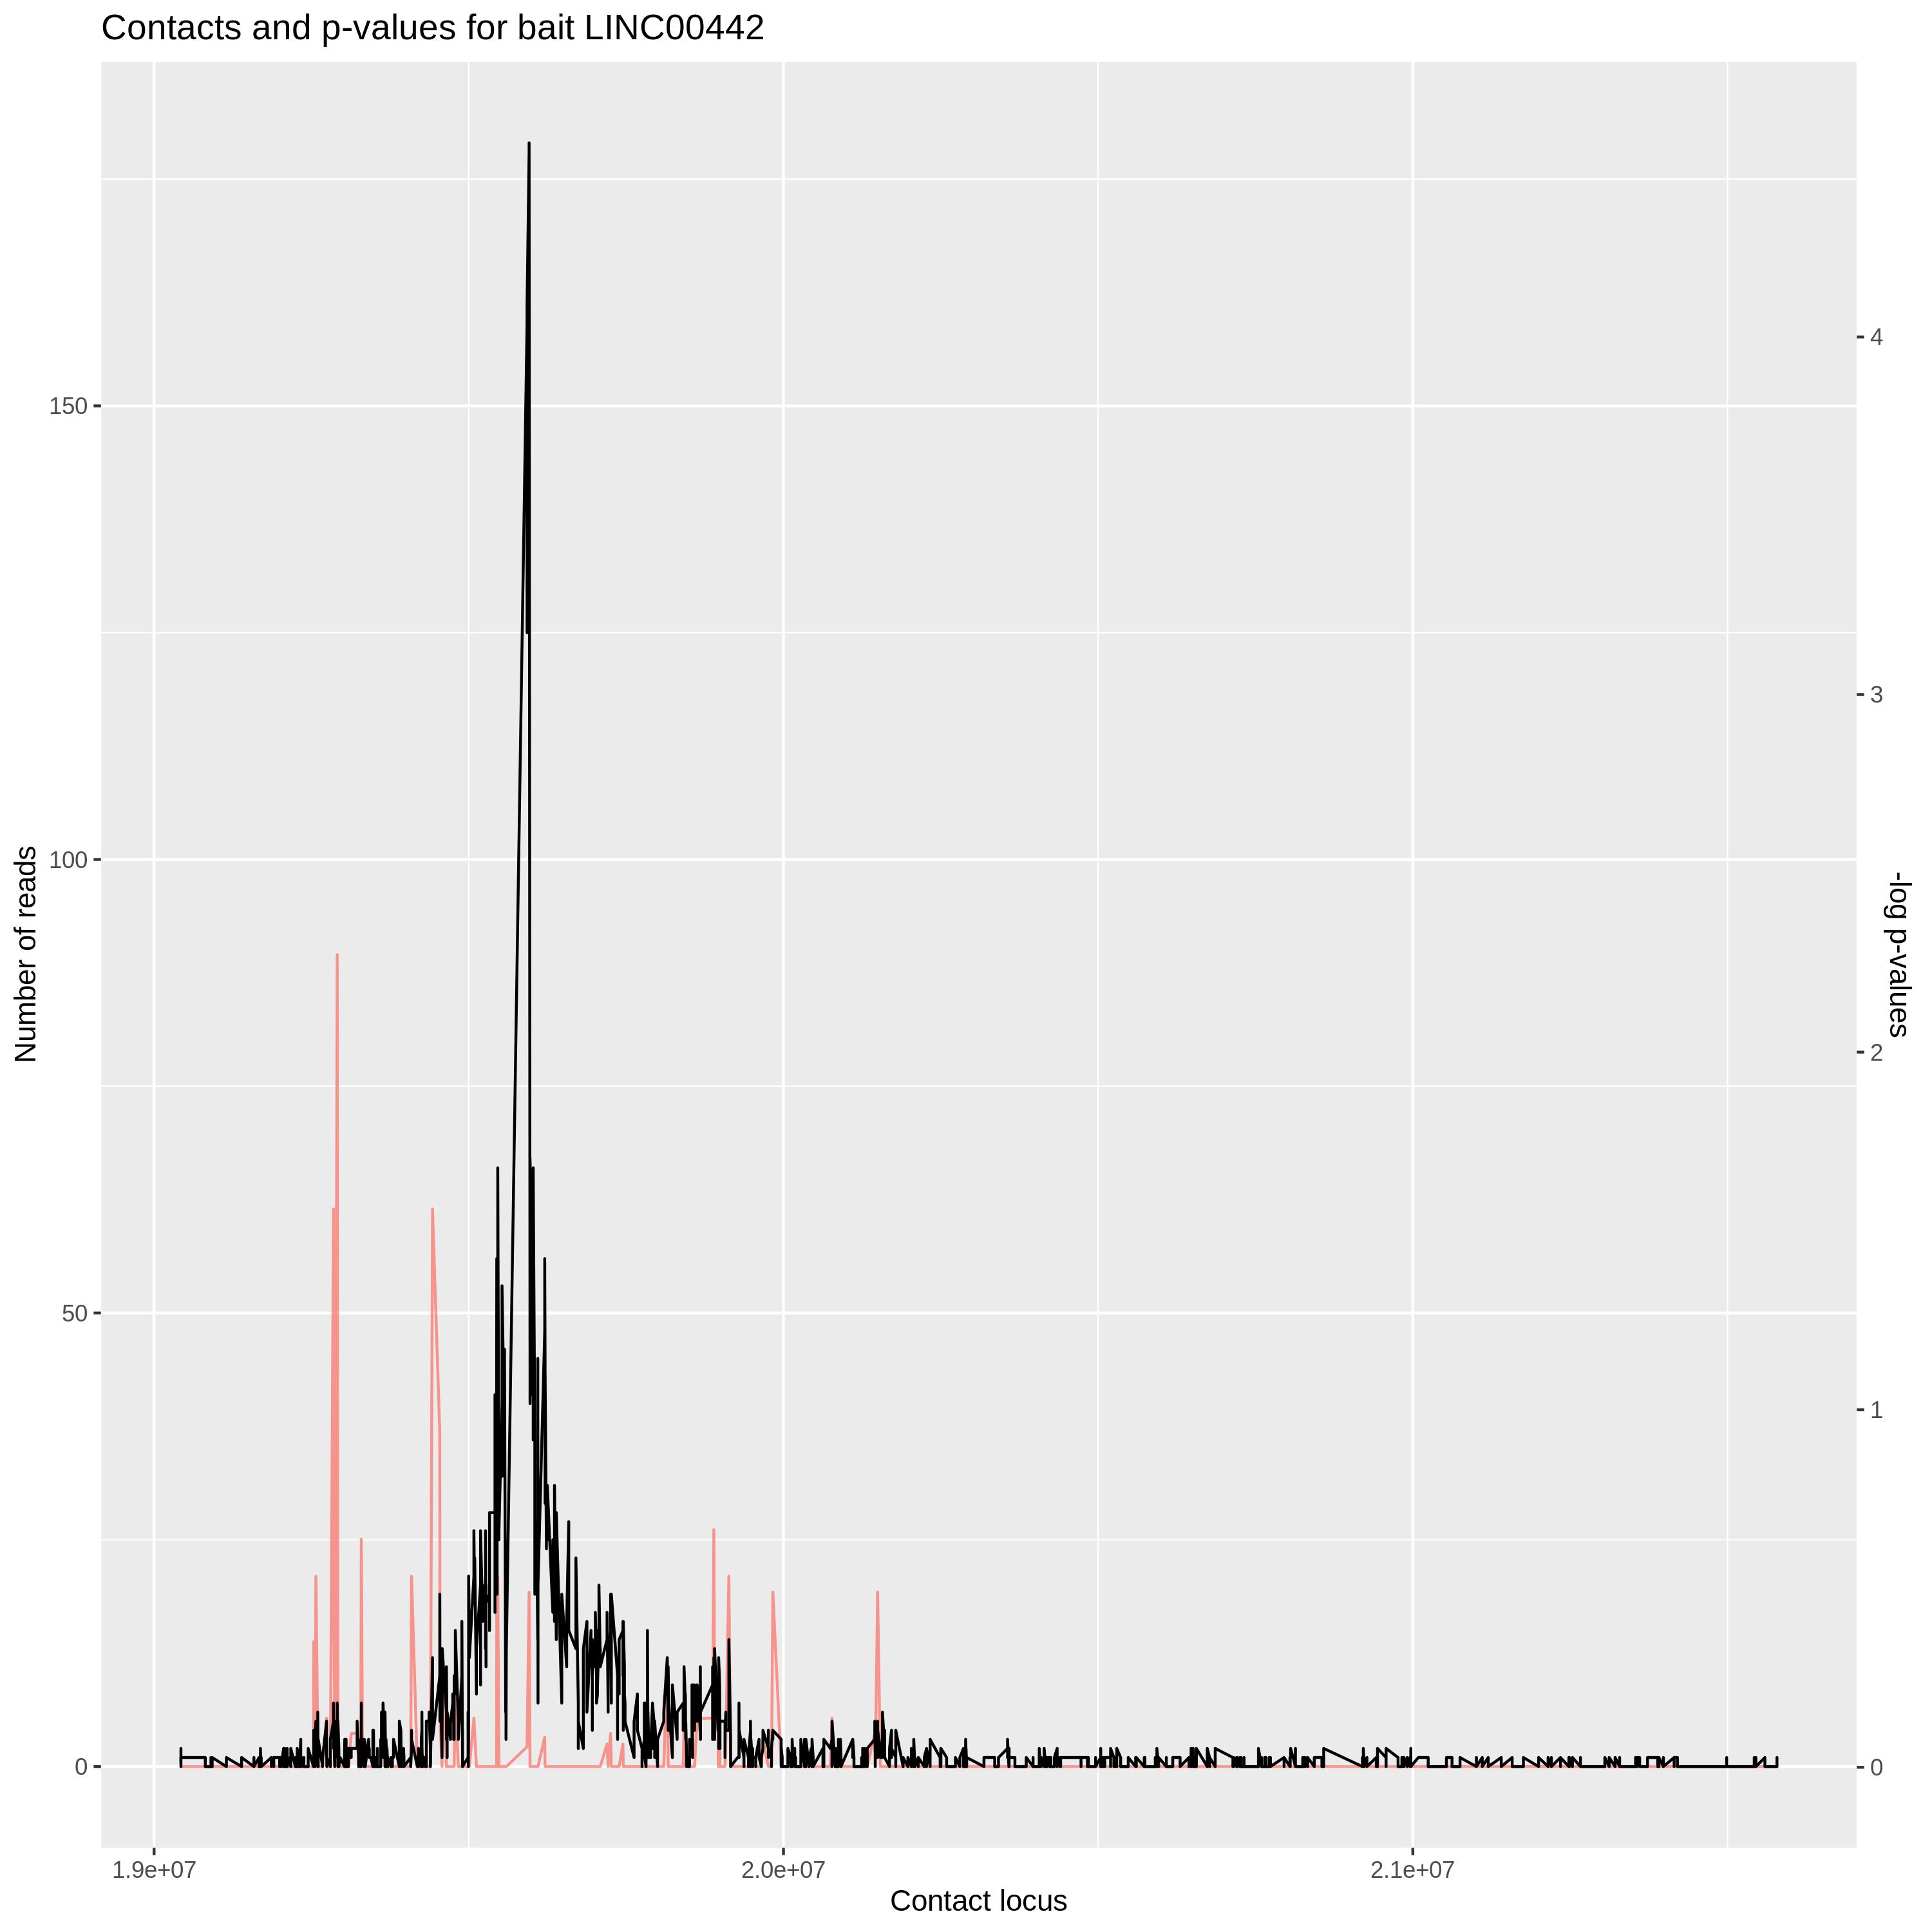 Contacts and p-values for bait LINC00442
Number of reads
150
100
50
0
4
3
2
1
0
-log p-values
1.9e+07
2.0e+07
2.1e+07
Contact locus